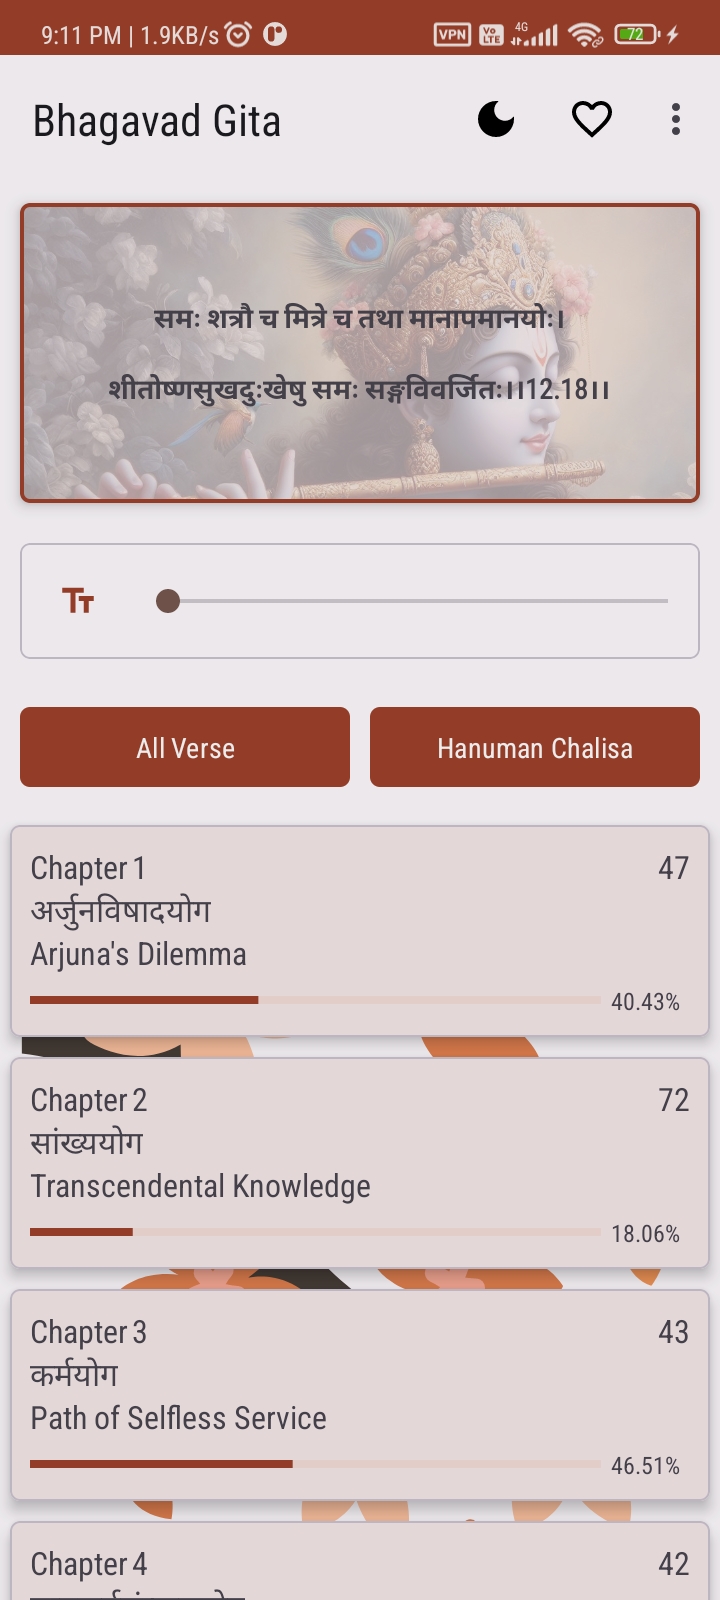 9:11 PM | 1.9KB/s
VPN
Vo LTE
4G
72
Bhagavad Gita
समः शत्रौ च मित्रे च तथा मानापमानयोः।
शीतोष्णसुखदुःखेषु समः सङ्गविवर्जितः।।12.18।।
All Verse
Hanuman Chalisa
Chapter 1
47
अर्जुनविषादयोग
Arjuna's Dilemma
40.43%
Chapter 2
72
सांख्ययोग
Transcendental Knowledge
18.06%
Chapter 3
43
कर्मयोग
Path of Selfless Service
46.51%
Chapter 4
42